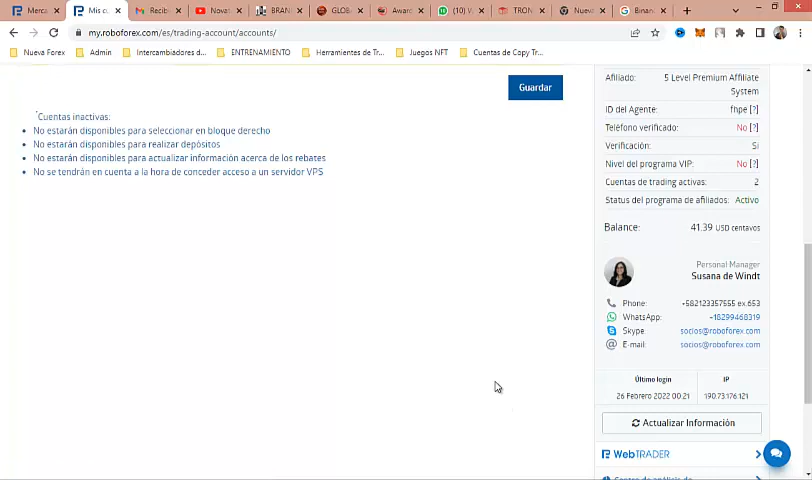 Merca
Mis cu
Recib
Nova
BRAN
GLOB
Award
(10) W
TRON
Nueva
Binan
my.roboforex.com/es/trading-account/accounts/
Nueva Forex
Admin
Intercambiadores d...
ENTRENAMIENTO
Herramientas de Tr...
Juegos NFT
Cuentas de Copy Tr...
Guardar
*Cuentas inactivas:
No estarán disponibles para seleccionar en bloque derecho
No estarán disponibles para realizar depósitos
No estarán disponibles para actualizar información acerca de los rebates
No se tendrán en cuenta a la hora de conceder acceso a un servidor VPS
Afiliado: 5 Level Premium Affiliate
System
ID del Agente: fhpe [?]
Teléfono verificado: No [?]
Verificación: Si
Nivel del programa VIP: No [?]
Cuentas de trading activas: 2
Status del programa de afiliados: Activo
Balance: 41.39 USD centavos
Personal Manager
Susana de Windt
Phone: +582123357555 ex.653
WhatsApp: +18299468319
Skype: socios@roboforex.com
E-mail: socios@roboforex.com
Último login IP
26 Febrero 2022 00:21 190.73.176.121
Actualizar Información
WebTRADER
Centro de análisis de